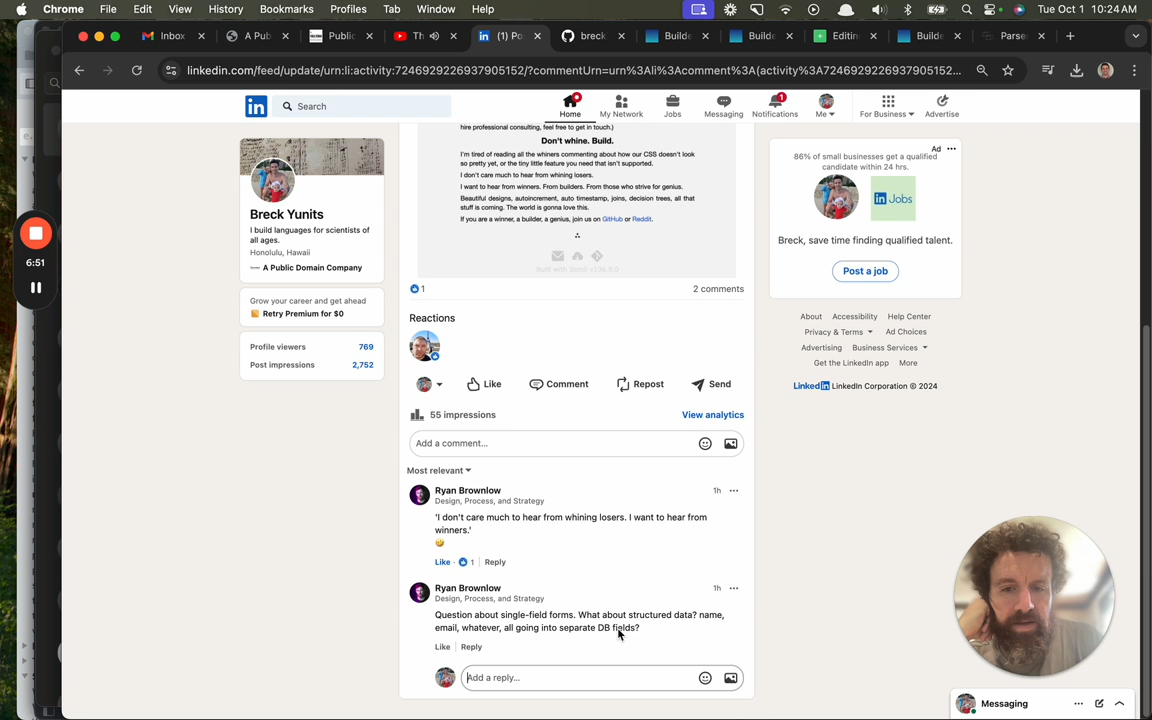 Chrome File Edit View History Bookmarks Profiles Tab Window Help Tue Oct 1 10:24 AM
Inbox
A Pub
Public
Th
(1) Po
breck
Builde
Builde
Editin
Builde
Parse
linkedin.com/feed/update/urn:li:activity:7246929226937905152/?commentUrn=urn%3Ali%3Acomment%3A(activity%3A7246929226937905152...
in
Search
Home
My Network
Jobs
Messaging
1
Notifications
Me
For Business
Advertise
6:51
Breck Yunits
I build languages for scientists of
all ages.
Honolulu, Hawaii
A Public Domain Company
Grow your career and get ahead
Retry Premium for $0
Profile viewers 769
Post impressions 2,752
hire professional consulting, feel free to get in touch.)
Don't whine. Build.
I'm tired of reading all the whiners commenting about how our CSS doesn't look
so pretty yet, or the tiny little feature you need that isn't supported.
I don't care much to hear from whining losers.
I want to hear from winners. From builders. From those who strive for genius.
Beautiful designs, autoincrement, auto timestamp, joins, decision trees, all that
stuff is coming. The world is gonna love this.
If you are a winner, a builder, a genius, join us on GitHub or Reddit.
1
2 comments
Reactions
Like
Comment
Repost
Send
55 impressions
View analytics
Add a comment...
Most relevant
Ryan Brownlow 1h
Design, Process, and Strategy
'I don't care much to hear from whining losers. I want to hear from
winners.'
🤣
Like · 1 | Reply
Ryan Brownlow 1h
Design, Process, and Strategy
Question about single-field forms. What about structured data? name,
email, whatever, all going into separate DB fields?
Like | Reply
Add a reply...
Ad
86% of small businesses get a qualified
candidate within 24 hrs.
in Jobs
Breck, save time finding qualified talent.
Post a job
About Accessibility Help Center
Privacy & Terms Ad Choices
Advertising Business Services
Get the LinkedIn app More
LinkedIn LinkedIn Corporation © 2024
Messaging